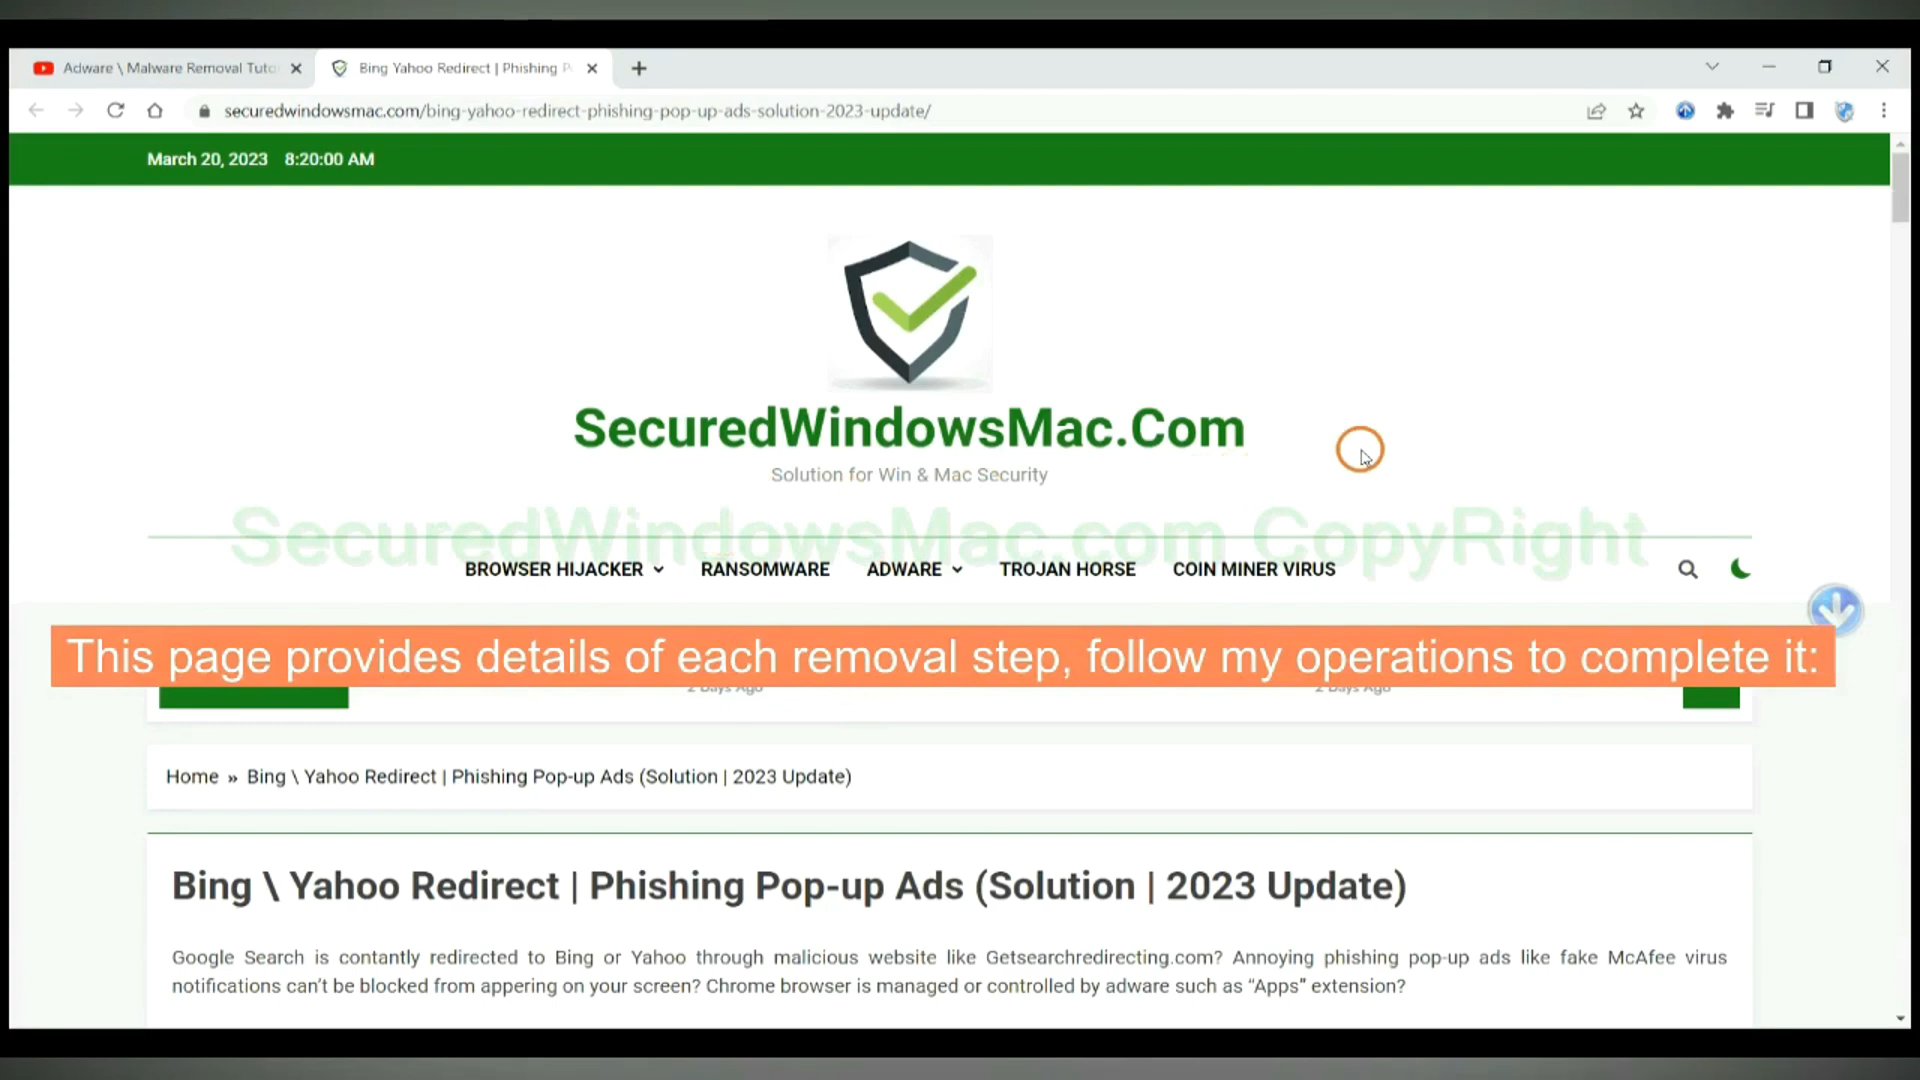 Adware \ Malware Removal Tuto
Bing Yahoo Redirect | Phishing P
securedwindowsmac.com/bing-yahoo-redirect-phishing-pop-up-ads-solution-2023-update/
March 20, 2023 8:20:00 AM
SecuredWindowsMac.Com
Solution for Win & Mac Security
SecuredWindowsMac.com CopyRight
BROWSER HIJACKER RANSOMWARE ADWARE TROJAN HORSE COIN MINER VIRUS
This page provides details of each removal step, follow my operations to complete it:
2 Days Ago 2 Days Ago
Home » Bing \ Yahoo Redirect | Phishing Pop-up Ads (Solution | 2023 Update)
Bing \ Yahoo Redirect | Phishing Pop-up Ads (Solution | 2023 Update)
Google Search is contantly redirected to Bing or Yahoo through malicious website like Getsearchredirecting.com? Annoying phishing pop-up ads like fake McAfee virus
notifications can't be blocked from appering on your screen? Chrome browser is managed or controlled by adware such as “Apps” extension?